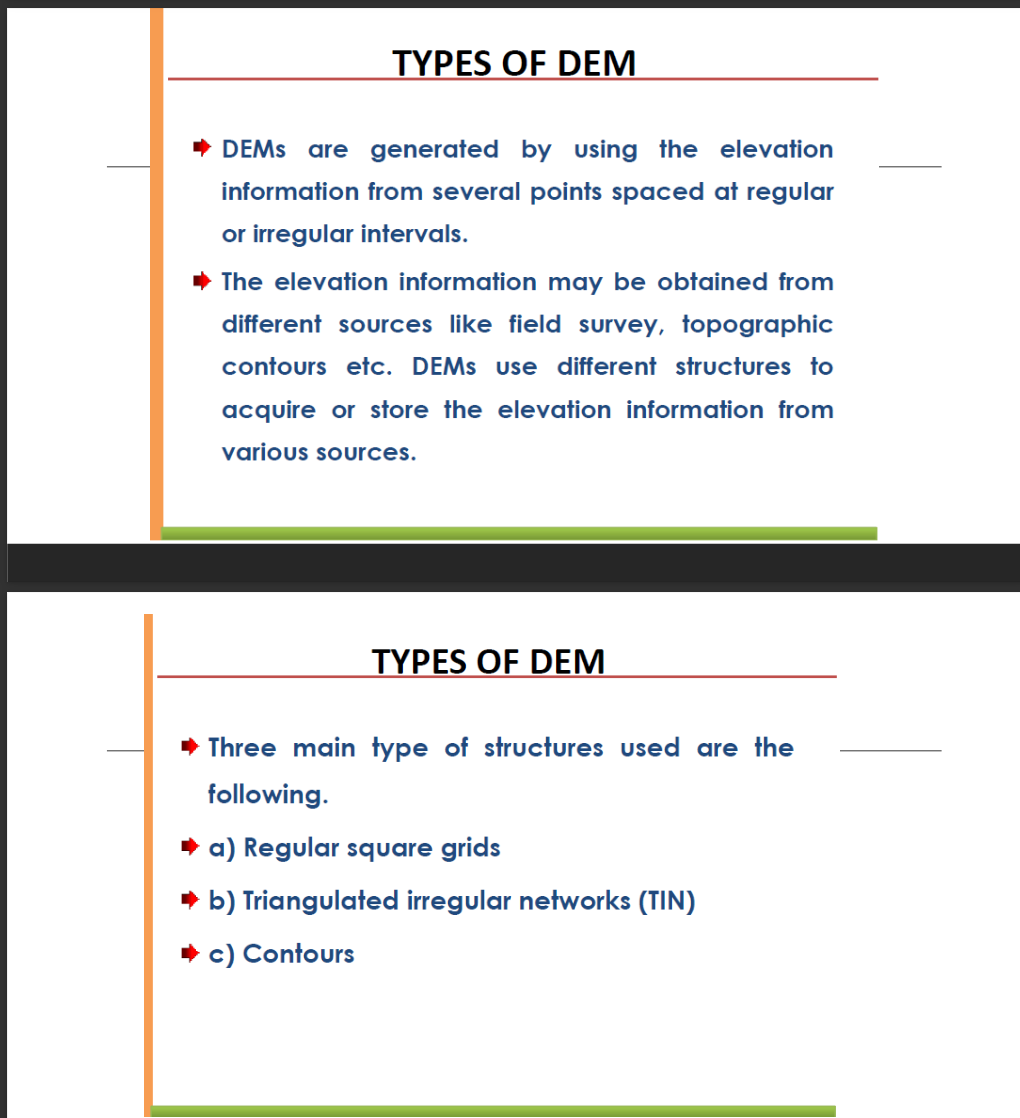 TYPES OF DEM
DEMs are generated by using the elevation
information from several points spaced at regular
or irregular intervals.
The elevation information may be obtained from
different sources like field survey, topographic
contours etc. DEMs use different structures to
acquire or store the elevation information from
various sources.
TYPES OF DEM
Three main type of structures used are the
following.
a) Regular square grids
b) Triangulated irregular networks (TIN)
c) Contours